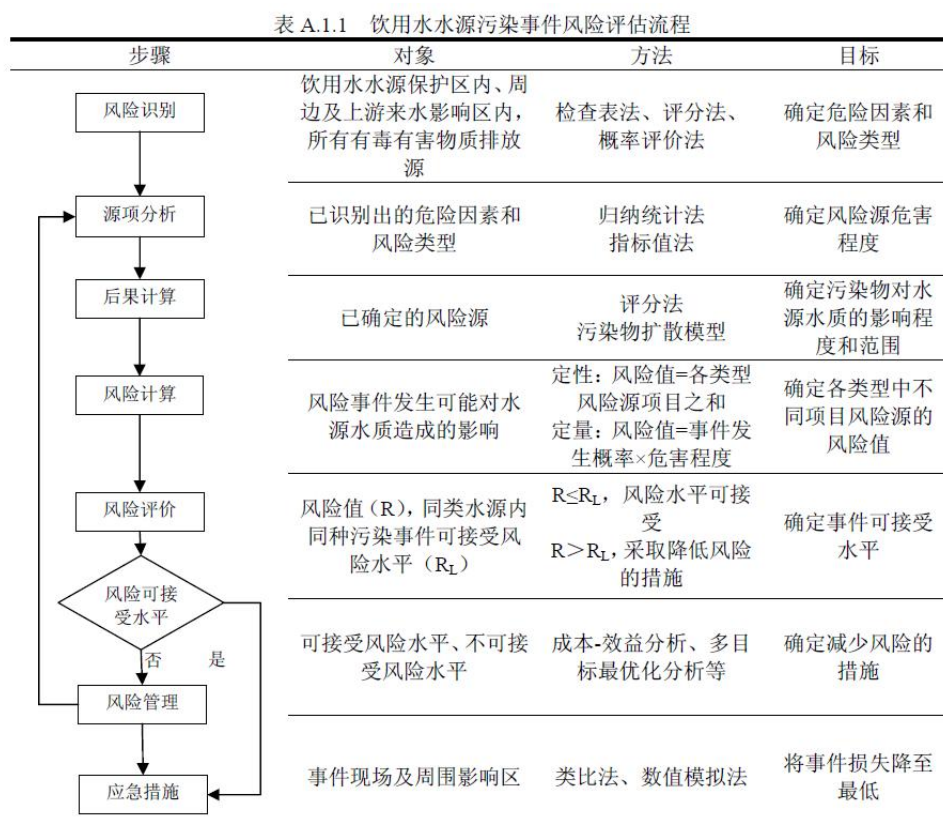 表 A.1.1 饮用水水源污染事件风险评估流程
步骤 对象 方法 目标
风险识别
饮用水水源保护区内、周
边及上游来水影响区内，
所有有毒有害物质排放
源
检查表法、评分法、
概率评价法
确定危险因素和
风险类型
源项分析
已识别出的危险因素和
风险类型
归纳统计法
指标值法
确定风险源危害
程度
后果计算
已确定的风险源
评分法
污染物扩散模型
确定污染物对水
源水质的影响程
度和范围
风险计算
风险事件发生可能对水
源水质造成的影响
定性：风险值=各类型
风险源项目之和
定量：风险值=事件发
生概率×危害程度
确定各类型中不
同项目风险源的
风险值
风险评价
风险值（R），同类水源内
同种污染事件可接受风
险水平（RL）
R≤RL，风险水平可接
受
R＞RL，采取降低风险
的措施
确定事件可接受
水平
风险可接
受水平
否 是
风险管理
可接受风险水平、不可接
受风险水平
成本-效益分析、多目
标最优化分析等
确定减少风险的
措施
应急措施
事件现场及周围影响区
类比法、数值模拟法
将事件损失降至
最低